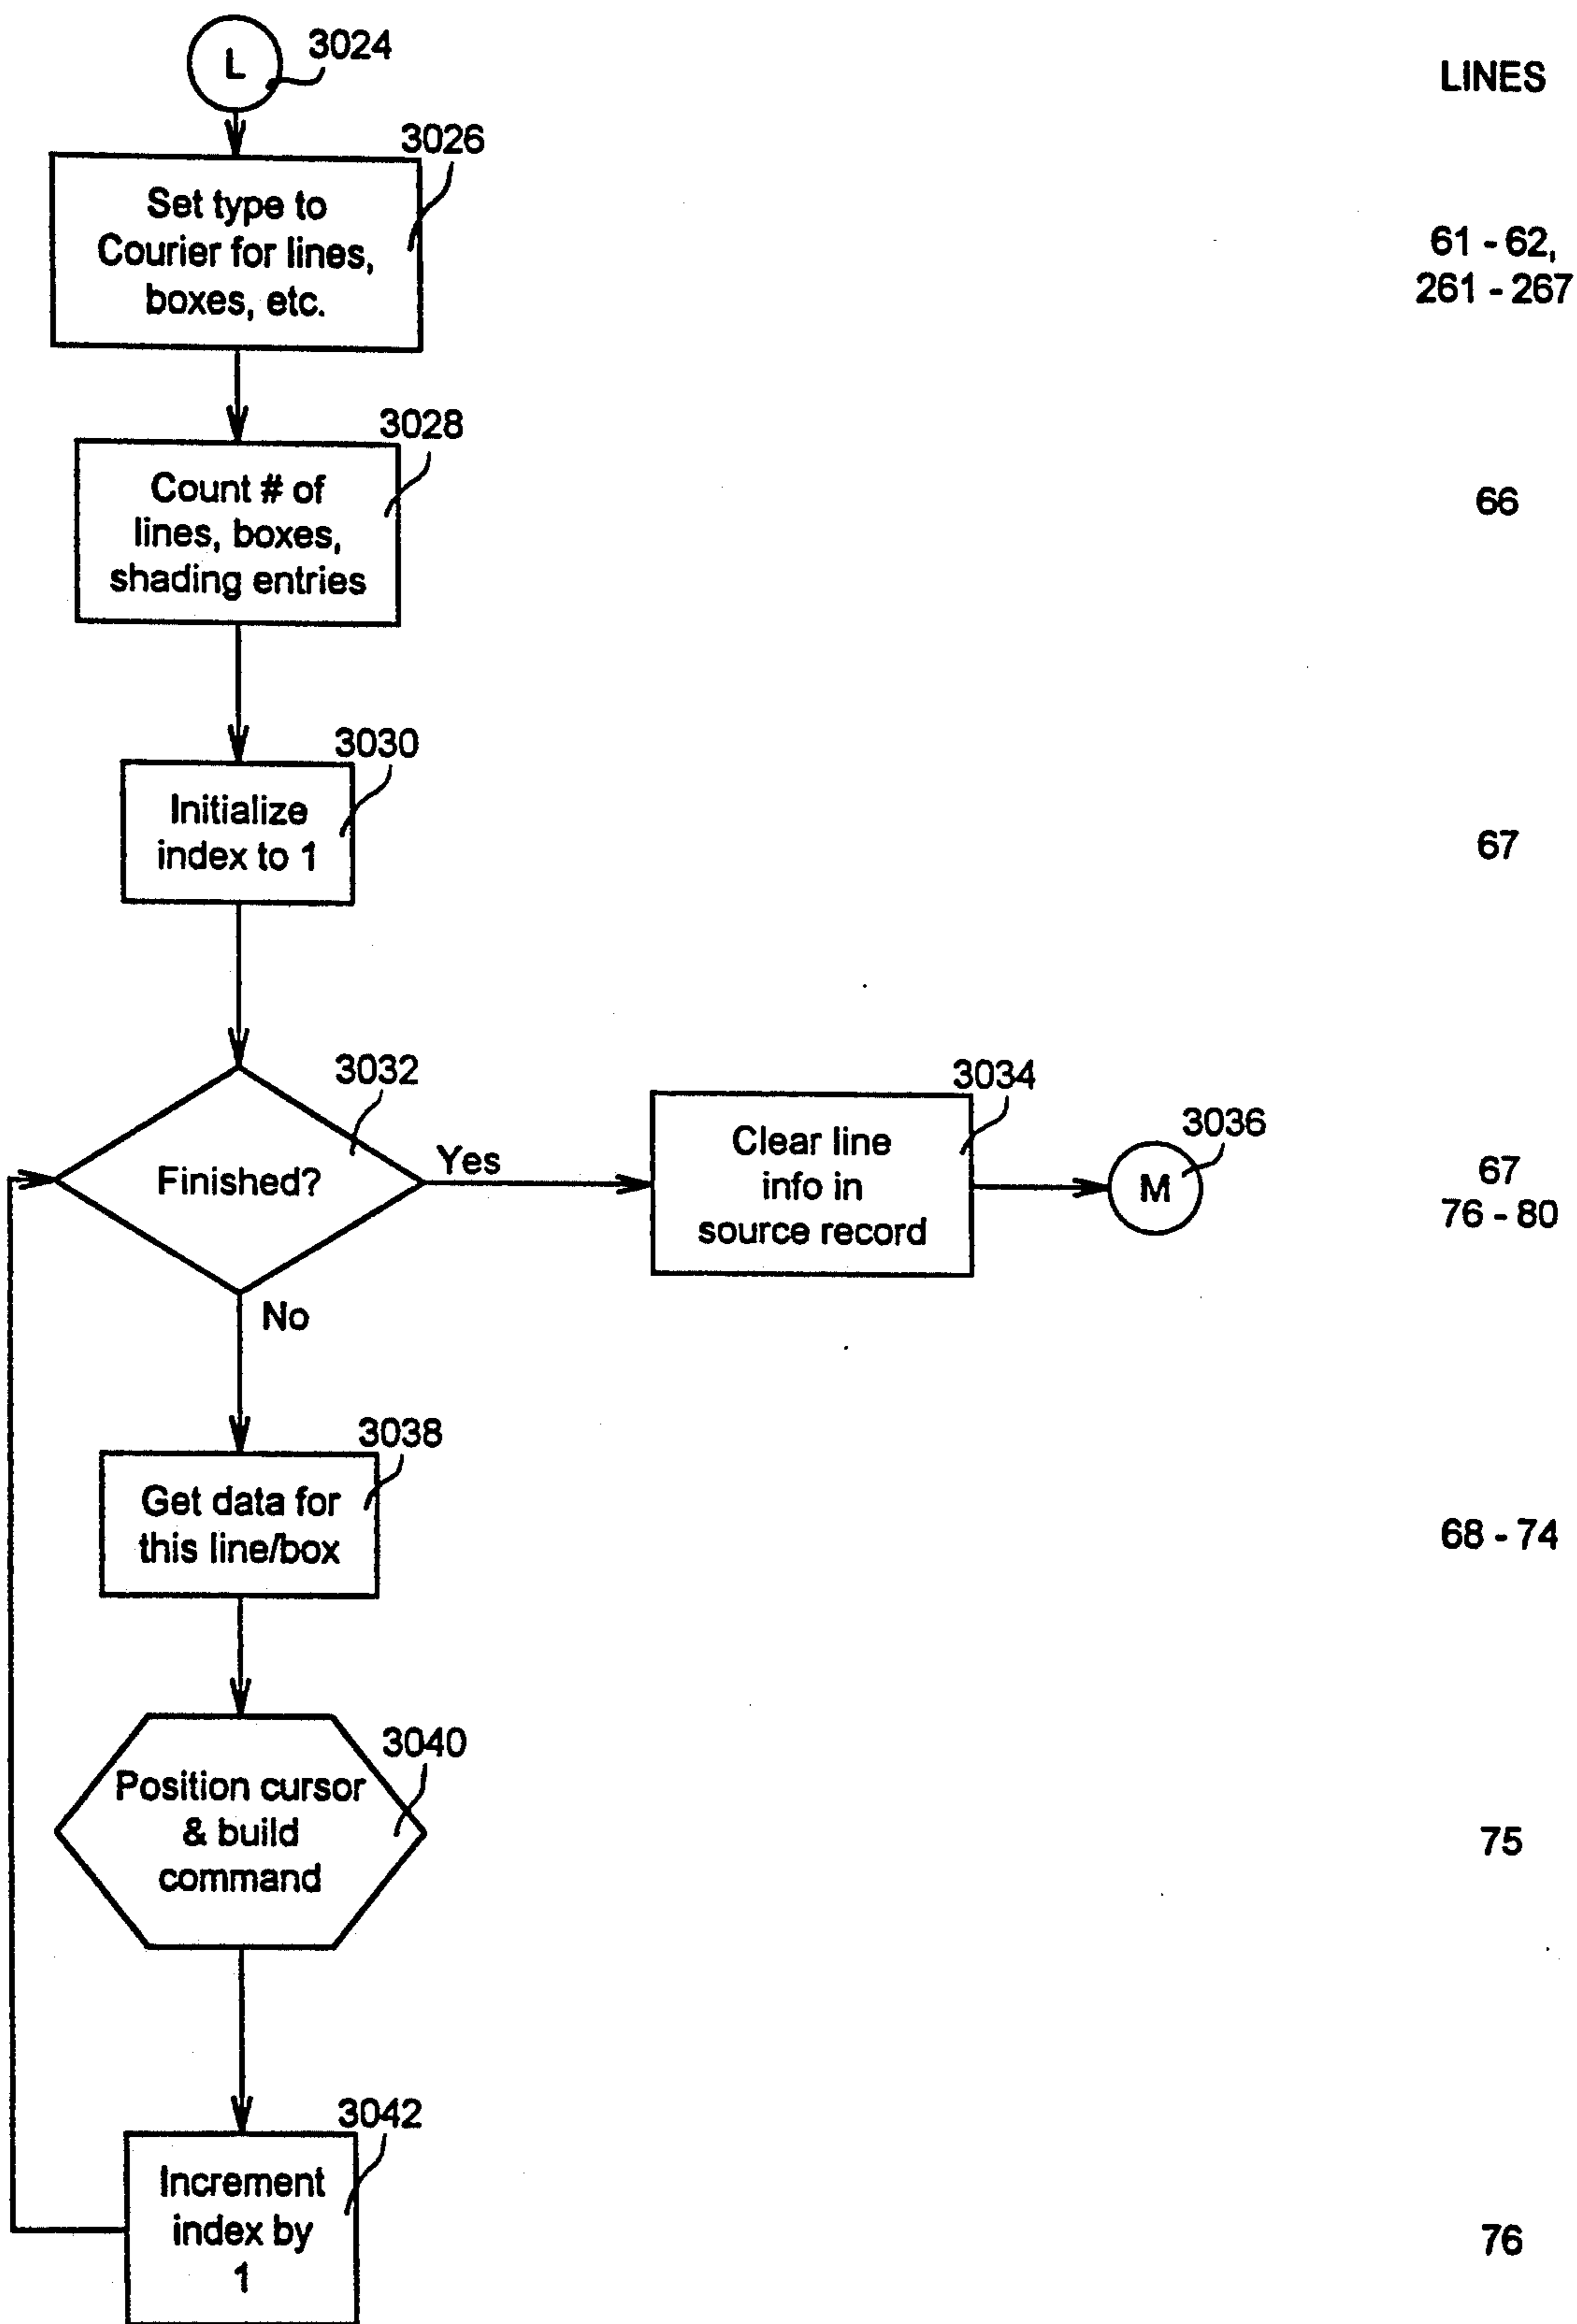 L
3024
LINES
3026
Set type to
Courier for lines,
boxes, etc.
61 - 62,
261 - 267
3028
Count # of
lines, boxes,
shading entries
66
3030
Initialize
index to 1
67
3032
Finished?
Yes
No
3034
Clear line
info in
source record
3036
M
67
76 - 80
3038
Get data for
this line/box
68 - 74
3040
Position cursor
& build
command
75
3042
Increment
index by
1
76